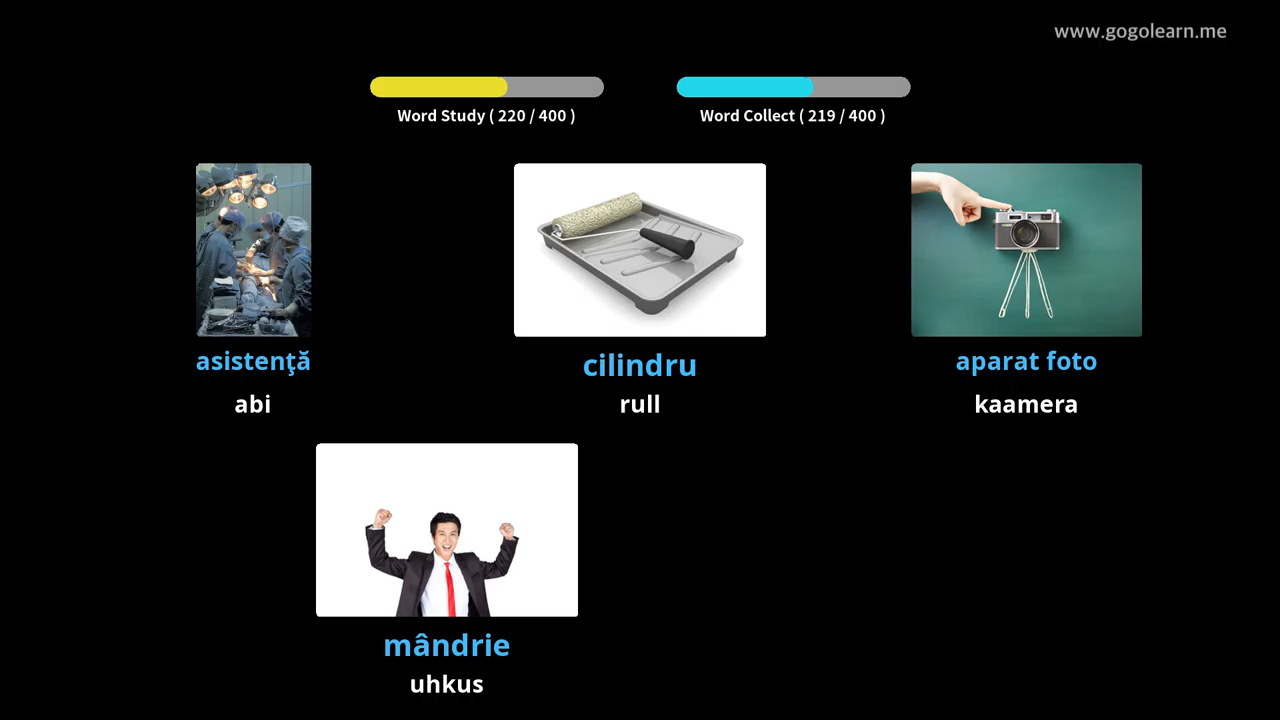 www.gogolearn.me
Word Study ( 220 / 400 )
Word Collect ( 219 / 400 )
asistenţă
cilindru
aparat foto
abi
rull
kaamera
mândrie
uhkus